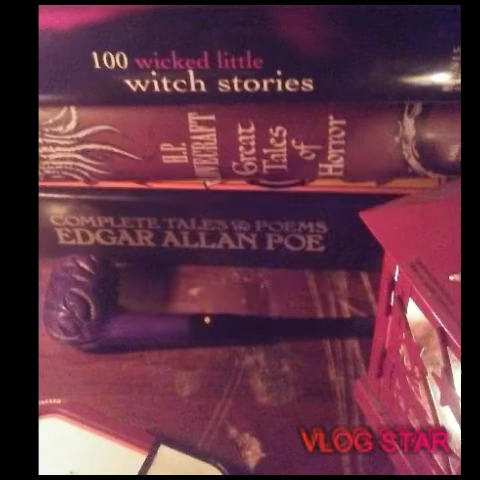 100 wicked little
witch stories
H.P.
LOVECRAFT
Great
Tales
of
Horror
COMPLETE TALES & POEMS
EDGAR ALLAN POE
VLOG STAR